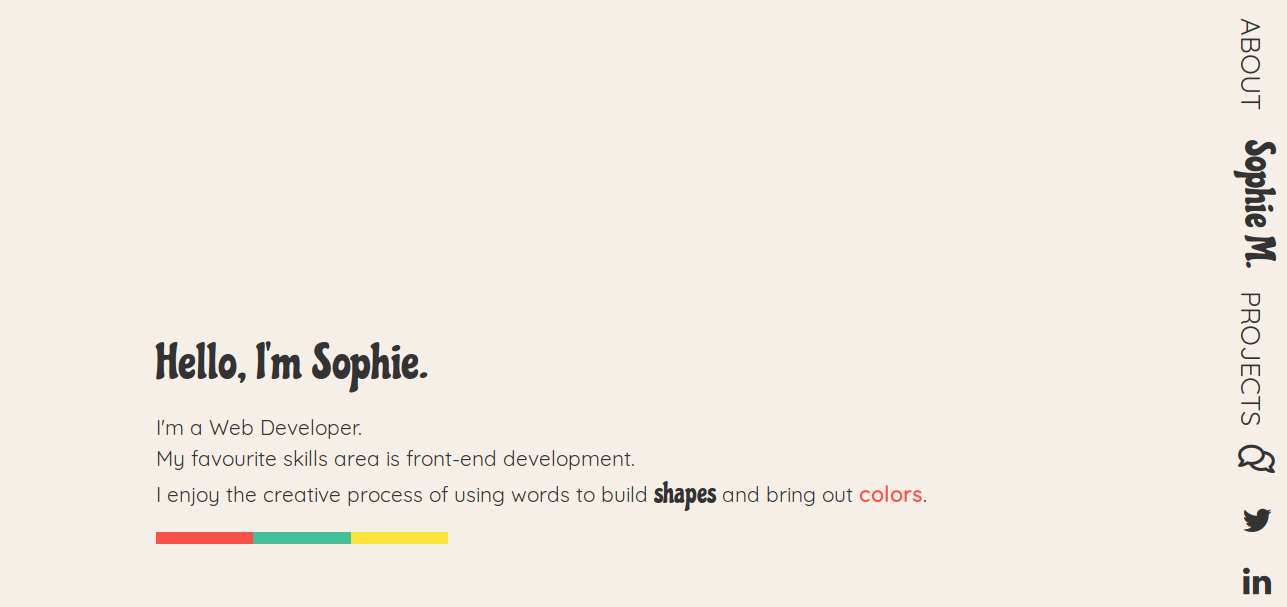 Hello, I'm Sophie.
I'm a Web Developer.
My favourite skills area is front-end development.
I enjoy the creative process of using words to build shapes and bring out colors.
ABOUT
Sophie M.
PROJECTS
in